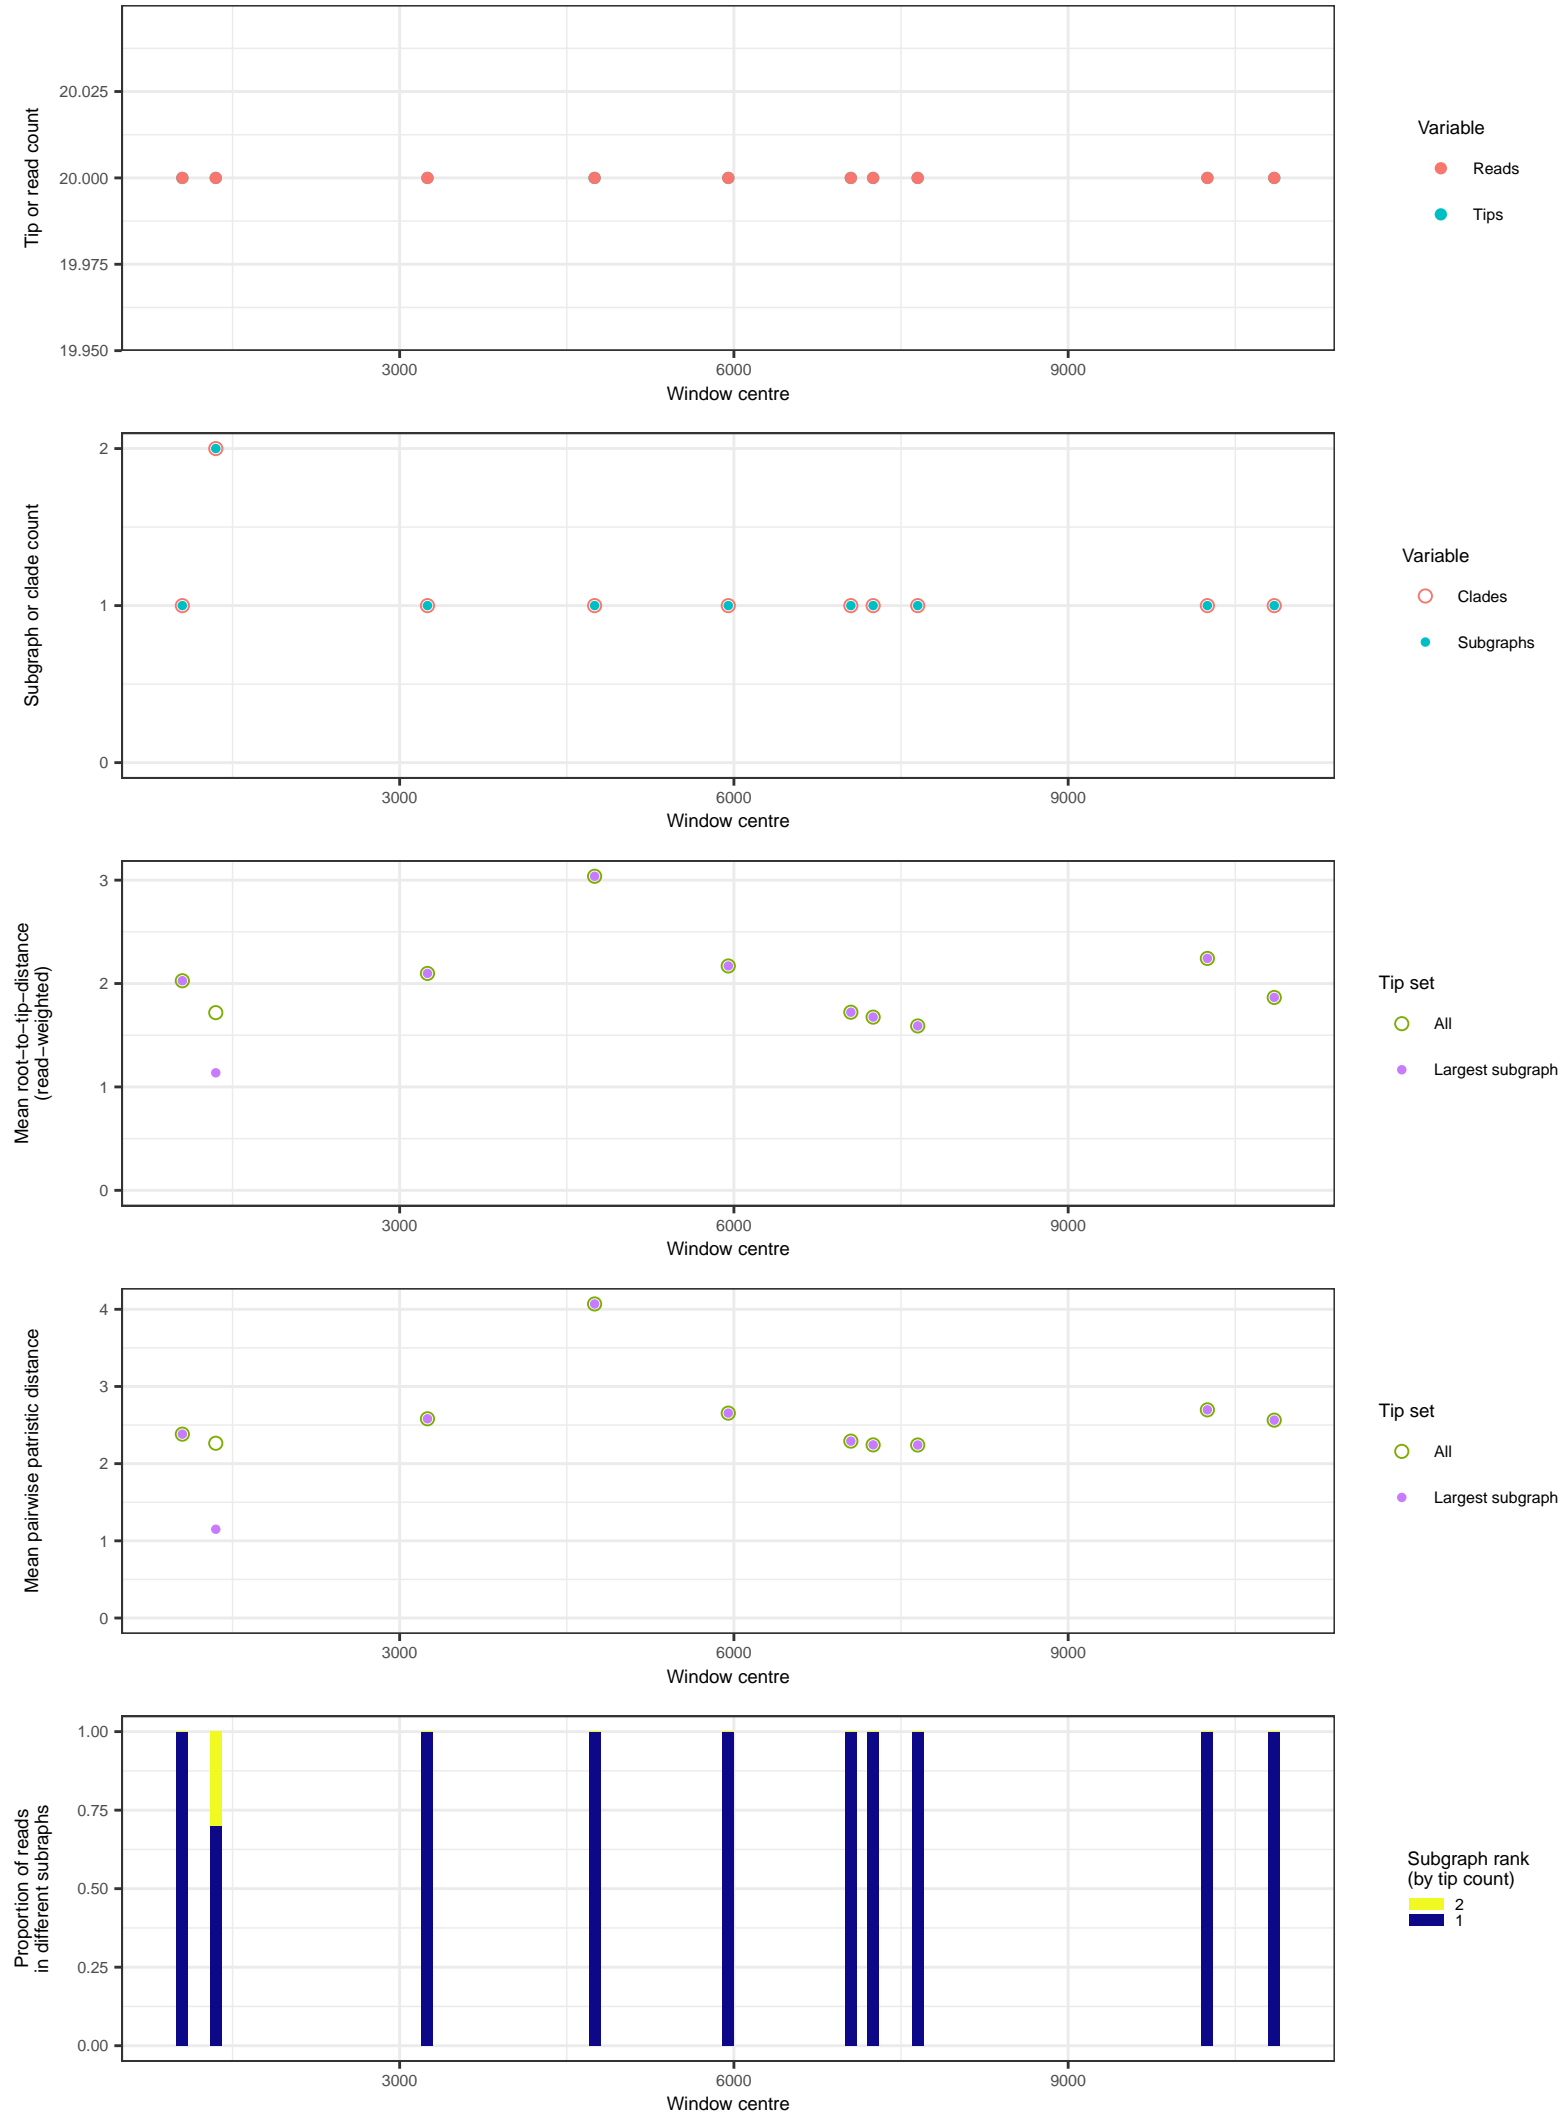 Tip or read count
20.025
20.000
19.975
19.950
3000
6000
9000
Window centre
Variable
Reads
Tips
Subgraph or clade count
2
1
0
3000
6000
9000
Window centre
Variable
Clades
Subgraphs
Mean root−to−tip−distance
(read−weighted)
3
2
1
0
3000
6000
9000
Window centre
Tip set
All
Largest subgraph
Mean pairwise patristic distance
4
3
2
1
0
3000
6000
9000
Window centre
Tip set
All
Largest subgraph
Proportion of reads
in different subraphs
1.00
0.75
0.50
0.25
0.00
3000
6000
9000
Window centre
Subgraph rank
(by tip count)
2
1